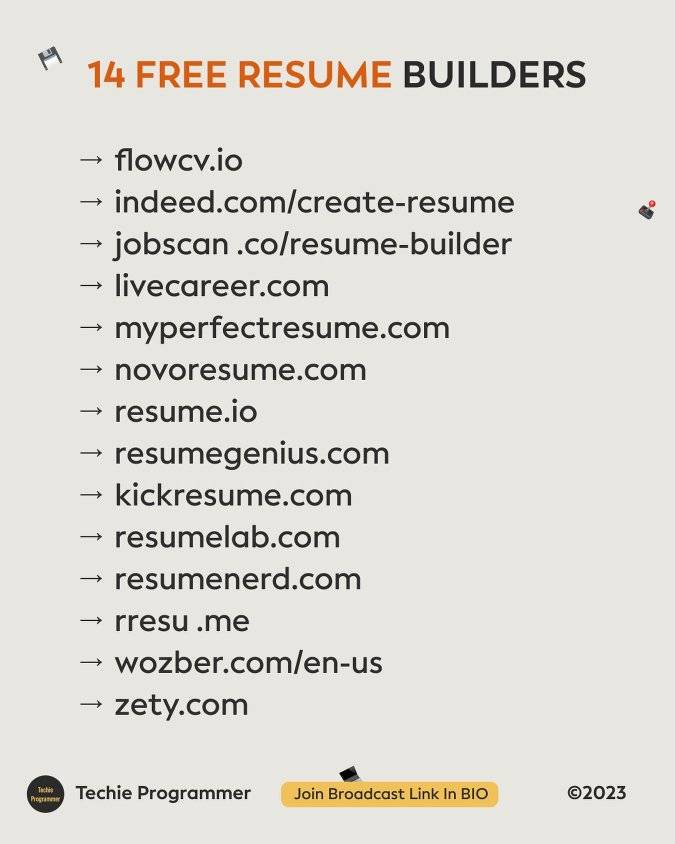 14 FREE RESUME BUILDERS
→ flowcv.io
→ indeed.com/create-resume
→ jobscan .co/resume-builder
→ livecareer.com
→ myperfectresume.com
→ novoresume.com
→ resume.io
→ resumegenius.com
→ kickresume.com
→ resumelab.com
→ resumenerd.com
→ rresu .me
→ wozber.com/en-us
→ zety.com
Techie
Programmer
Techie Programmer
Join Broadcast Link In BIO
©2023